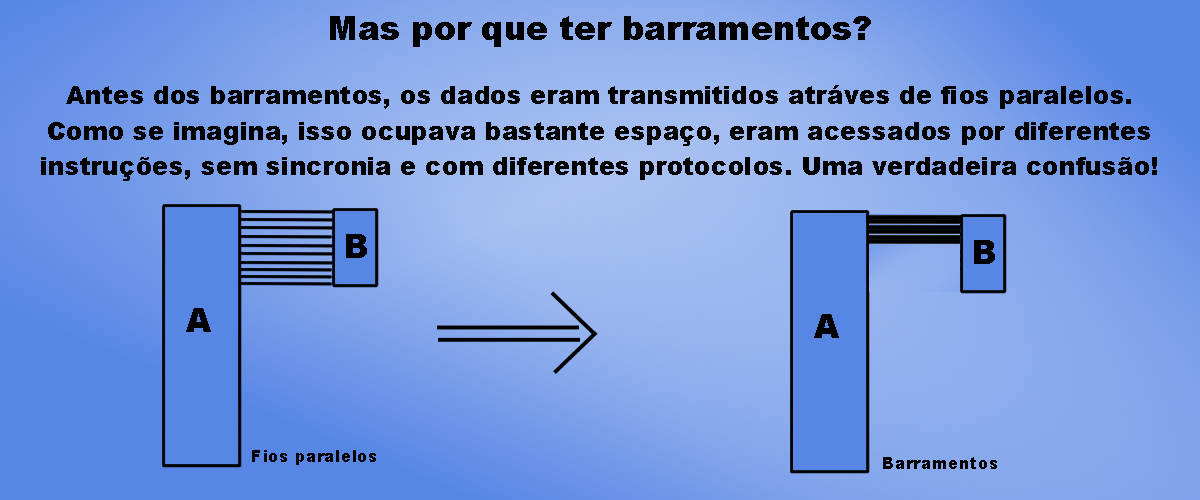 Mas por que ter barramentos?
Antes dos barramentos, os dados eram transmitidos atráves de fios paralelos.
Como se imagina, isso ocupava bastante espaço, eram acessados por diferentes
instruções, sem sincronia e com diferentes protocolos. Uma verdadeira confusão!
A
B
Fios paralelos
A
B
Barramentos